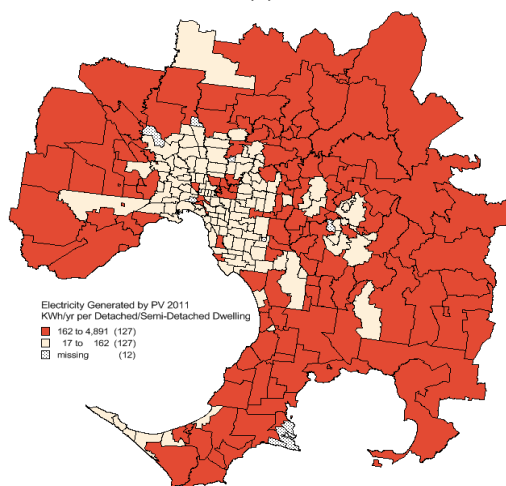 Electricity Generated by PV 2011
KWh/yr per Detached/Semi-Detached Dwelling
162 to 4,891 (127)
17 to 162 (127)
missing (12)